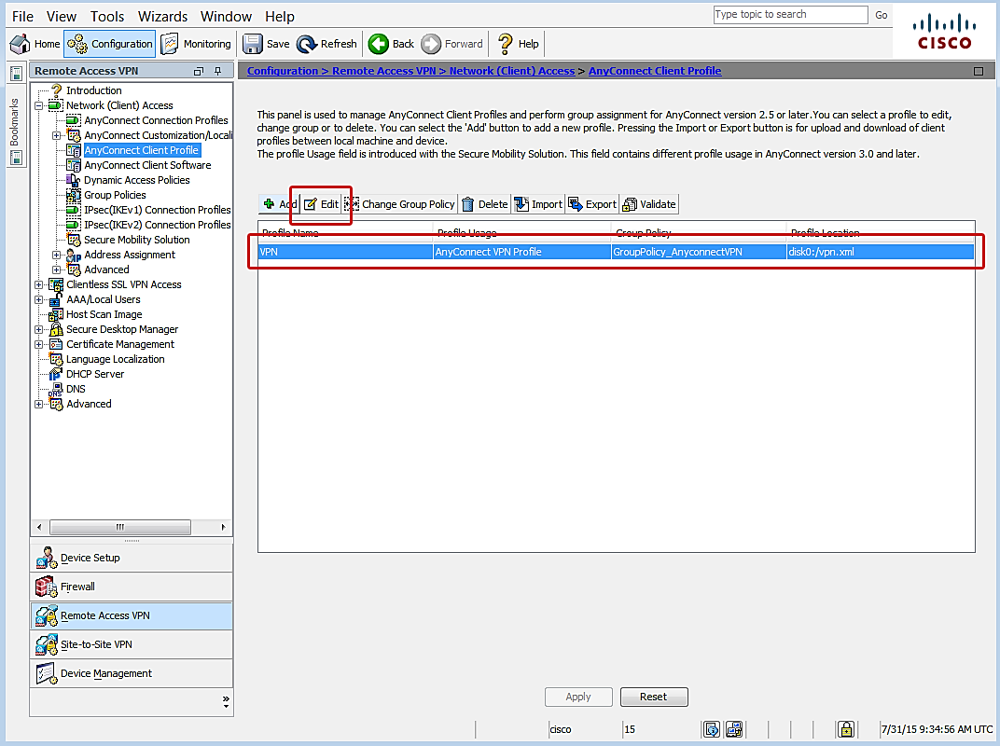 File View Tools Wizards Window Help
Type to search Go
Home Configuration Monitoring Save Refresh Back Forward Help
CISCO
Bookmarks
Remote Access VPN
Introduction
Network (Client) Access
AnyConnect Connection Profiles
AnyConnect Customization/Locali
AnyConnect Client Profile
AnyConnect Client Software
Dynamic Access Policies
Group Policies
IPsec(IKEv1) Connection Profiles
IPsec(IKEv2) Connection Profiles
Secure Mobility Solution
Address Assignment
Advanced
Clientless SSL VPN Access
AAA/Local Users
Host Scan Image
Secure Desktop Manager
Certificate Management
Language Localization
DHCP Server
DNS
Advanced
Device Setup
Firewall
Remote Access VPN
Site-to-Site VPN
Device Management
Configuration > Remote Access VPN > Network (Client) Access > AnyConnect Client Profile
This panel is used to manage AnyConnect Client Profiles and perform group assignment for AnyConnect version 2.5 or later.You can select a profile to edit,
change group or to delete. You can select the 'Add' button to add a new profile. Pressing the Import or Export button is for upload and download of client
profiles between local machine and device.
The profile Usage field is introduced with the Secure Mobility Solution. This field contains different profile usage in AnyConnect version 3.0 and later.
Add Edit Change Group Policy Delete Import Export Validate
Profile Name Profile Usage Group Policy Profile Location
VPN AnyConnect VPN Profile GroupPolicy_AnyconnectVPN disk0:/vpn.xml
Apply Reset
cisco 15 7/31/15 9:34:56 AM UTC